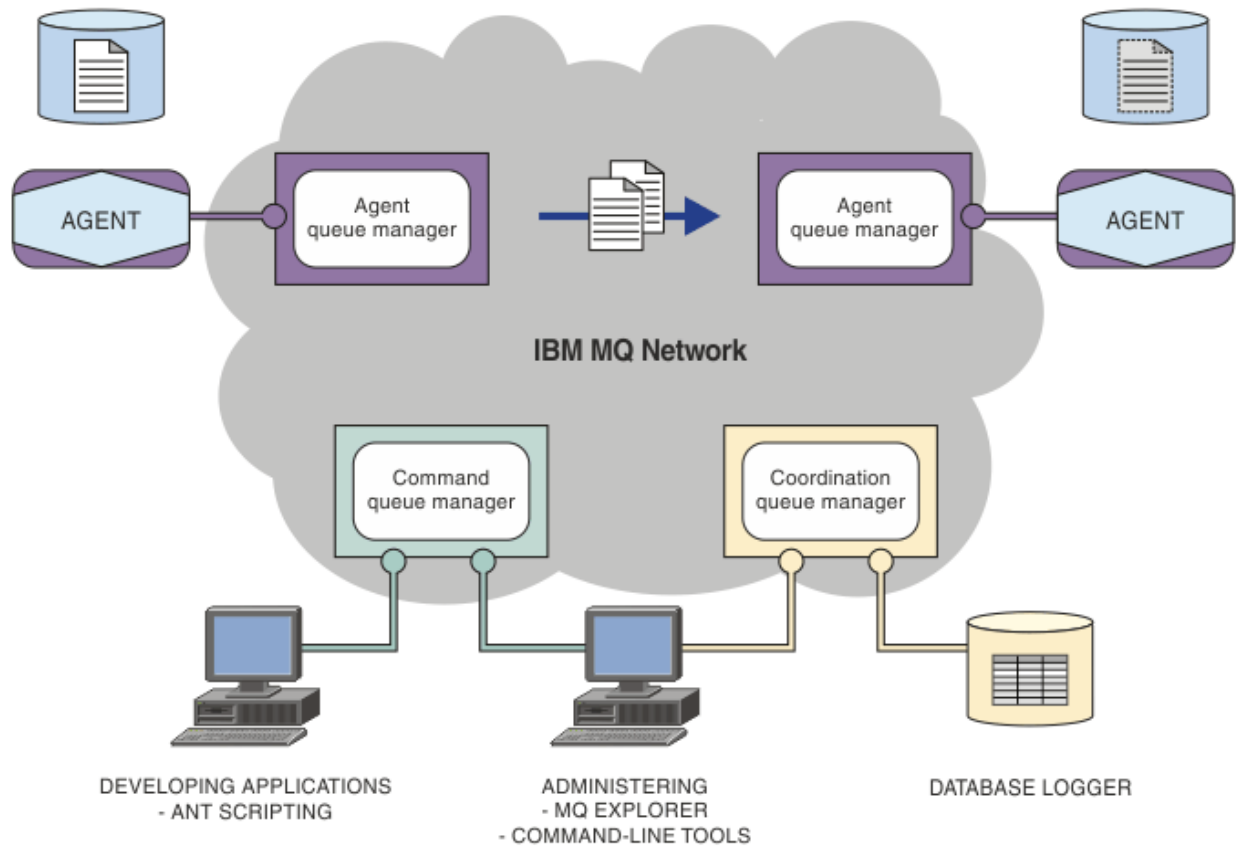 AGENT
Agent
queue manager
Agent
queue manager
AGENT
IBM MQ Network
Command
queue manager
Coordination
queue manager
DEVELOPING APPLICATIONS
- ANT SCRIPTING
ADMINISTERING
- MQ EXPLORER
- COMMAND-LINE TOOLS
DATABASE LOGGER